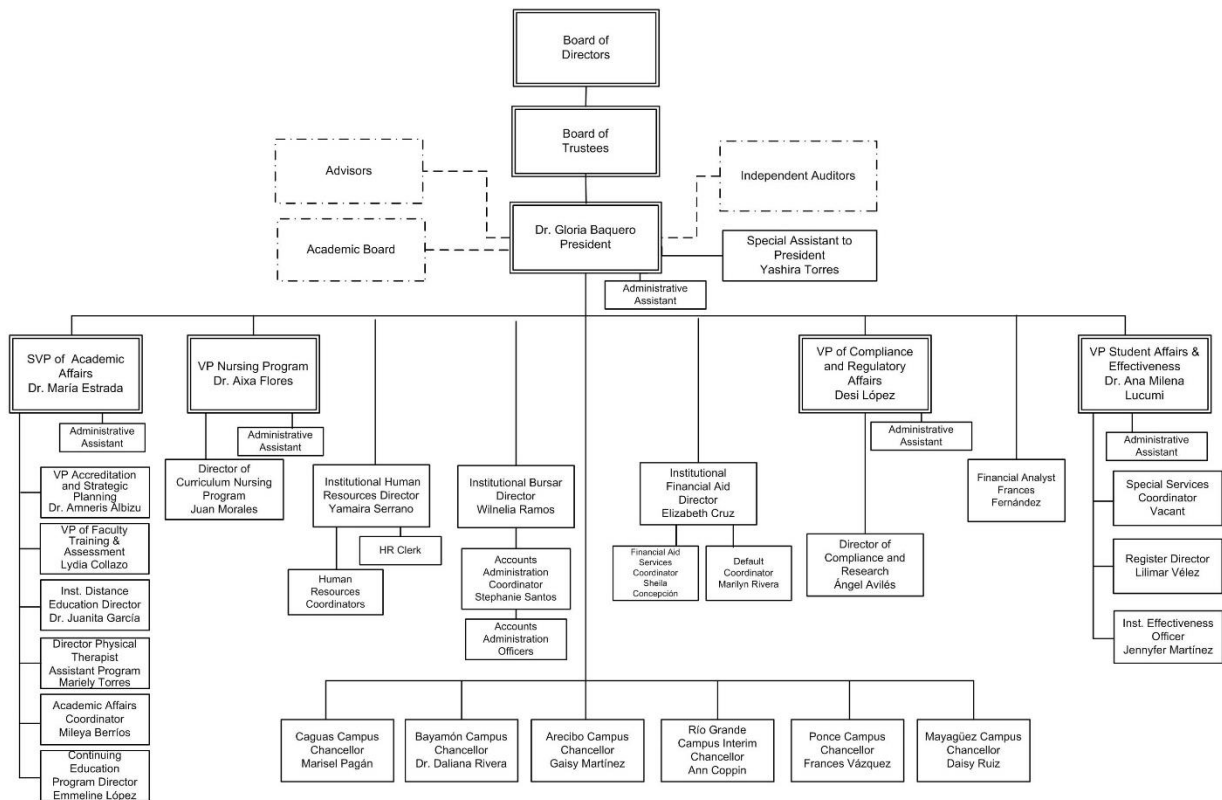 Board of
Directors
Board of
Trustees
Advisors
Independent Auditors
Academic Board
Dr. Gloria Baquero
President
Special Assistant to
President
Yashira Torres
Administrative
Assistant
SVP of Academic
Affairs
Dr. María Estrada
Administrative
Assistant
VP Nursing Program
Dr. Aixa Flores
Administrative
Assistant
VP of Compliance
and Regulatory
Affairs
Desi López
Administrative
Assistant
VP Student Affairs &
Effectiveness
Dr. Ana Milena
Lucumi
Administrative
Assistant
VP Accreditation
and Strategic
Planning
Dr. Amneris Albizu
VP of Faculty
Training &
Assessment
Lydia Collazo
Inst. Distance
Education Director
Dr. Juanita García
Director Physical
Therapist
Assistant Program
Mariely Torres
Academic Affairs
Coordinator
Mileya Berríos
Continuing
Education
Program Director
Emmeline López
Director of
Curriculum Nursing
Program
Juan Morales
Institutional Human
Resources Director
Yamaira Serrano
HR Clerk
Human
Resources
Coordinators
Institutional Bursar
Director
Wilnelia Ramos
Accounts
Administration
Coordinator
Stephanie Santos
Accounts
Administration
Officers
Institutional
Financial Aid
Director
Elizabeth Cruz
Financial Aid
Services
Coordinator
Sheila
Concepción
Default
Coordinator
Marilyn Rivera
Director of
Compliance and
Research
Ángel Avilés
Financial Analyst
Frances
Fernández
Special Services
Coordinator
Vacant
Register Director
Lilimar Vélez
Inst. Effectiveness
Officer
Jennyfer Martínez
Caguas Campus
Chancellor
Marisel Pagán
Bayamón Campus
Chancellor
Dr. Daliana Rivera
Arecibo Campus
Chancellor
Gaisy Martínez
Río Grande
Campus Interim
Chancellor
Ann Coppin
Ponce Campus
Chancellor
Frances Vázquez
Mayagüez Campus
Chancellor
Daisy Ruiz